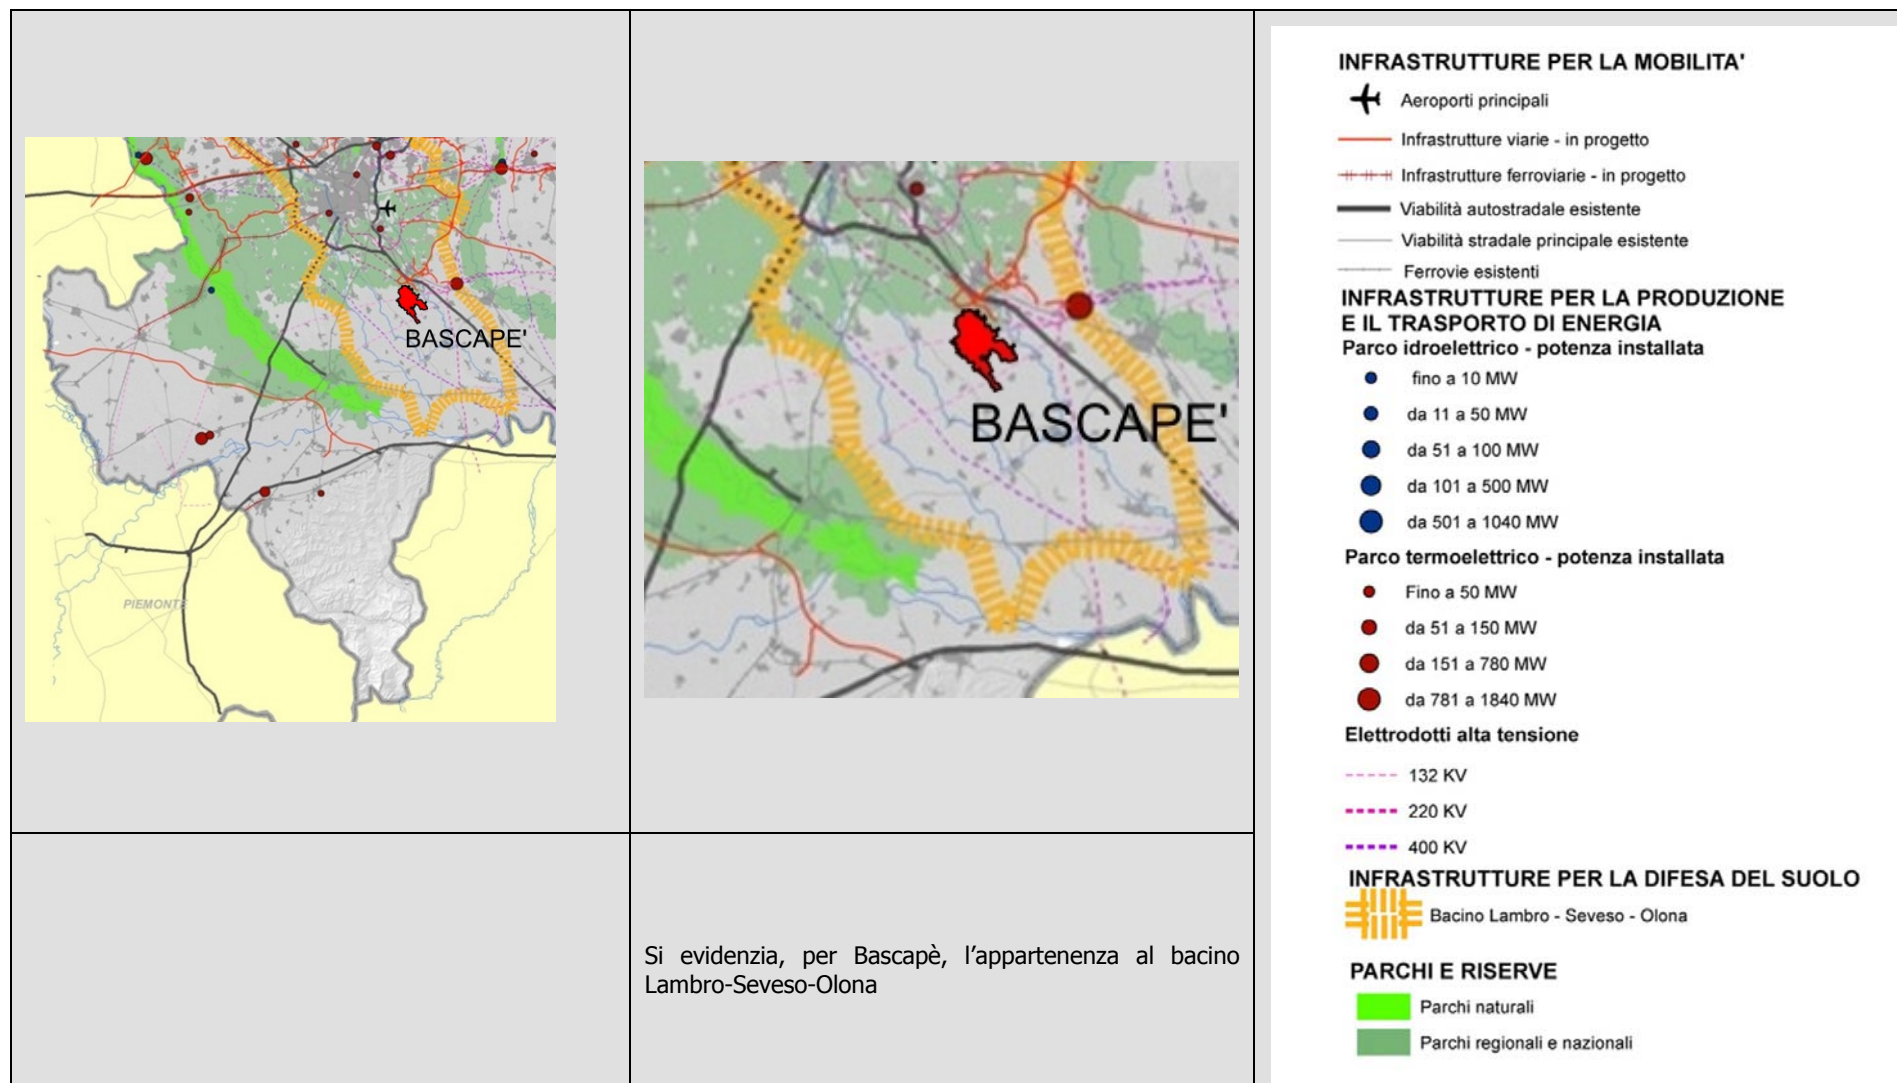 BASCAPE'
PIEMONTE
BASCAPE'
Si evidenzia, per Bascapè, l'appartenenza al bacino
Lambro-Seveso-Olona
INFRASTRUTTURE PER LA MOBILITA'
Aeroporti principali
Infrastrutture viarie - in progetto
Infrastrutture ferroviarie - in progetto
Viabilità autostradale esistente
Viabilità stradale principale esistente
Ferrovie esistenti
INFRASTRUTTURE PER LA PRODUZIONE
E IL TRASPORTO DI ENERGIA
Parco idroelettrico - potenza installata
fino a 10 MW
da 11 a 50 MW
da 51 a 100 MW
da 101 a 500 MW
da 501 a 1040 MW
Parco termoelettrico - potenza installata
Fino a 50 MW
da 51 a 150 MW
da 151 a 780 MW
da 781 a 1840 MW
Elettrodotti alta tensione
132 KV
220 KV
400 KV
INFRASTRUTTURE PER LA DIFESA DEL SUOLO
Bacino Lambro - Seveso - Olona
PARCHI E RISERVE
Parchi naturali
Parchi regionali e nazionali